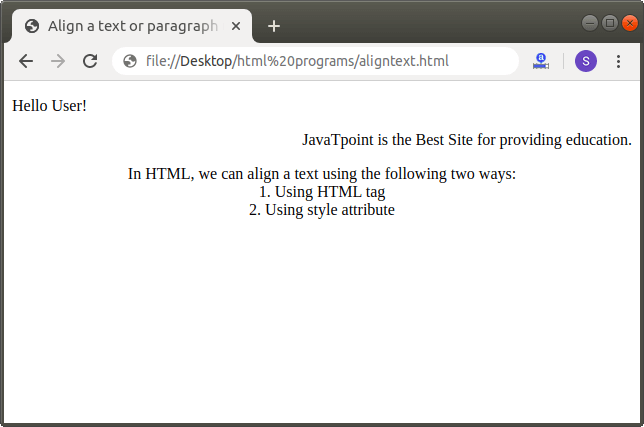 Align a text or paragraph
file://Desktop/html%20programs/aligntext.html
a
S
Hello User!
JavaTpoint is the Best Site for providing education.
In HTML, we can align a text using the following two ways:
1. Using HTML tag
2. Using style attribute